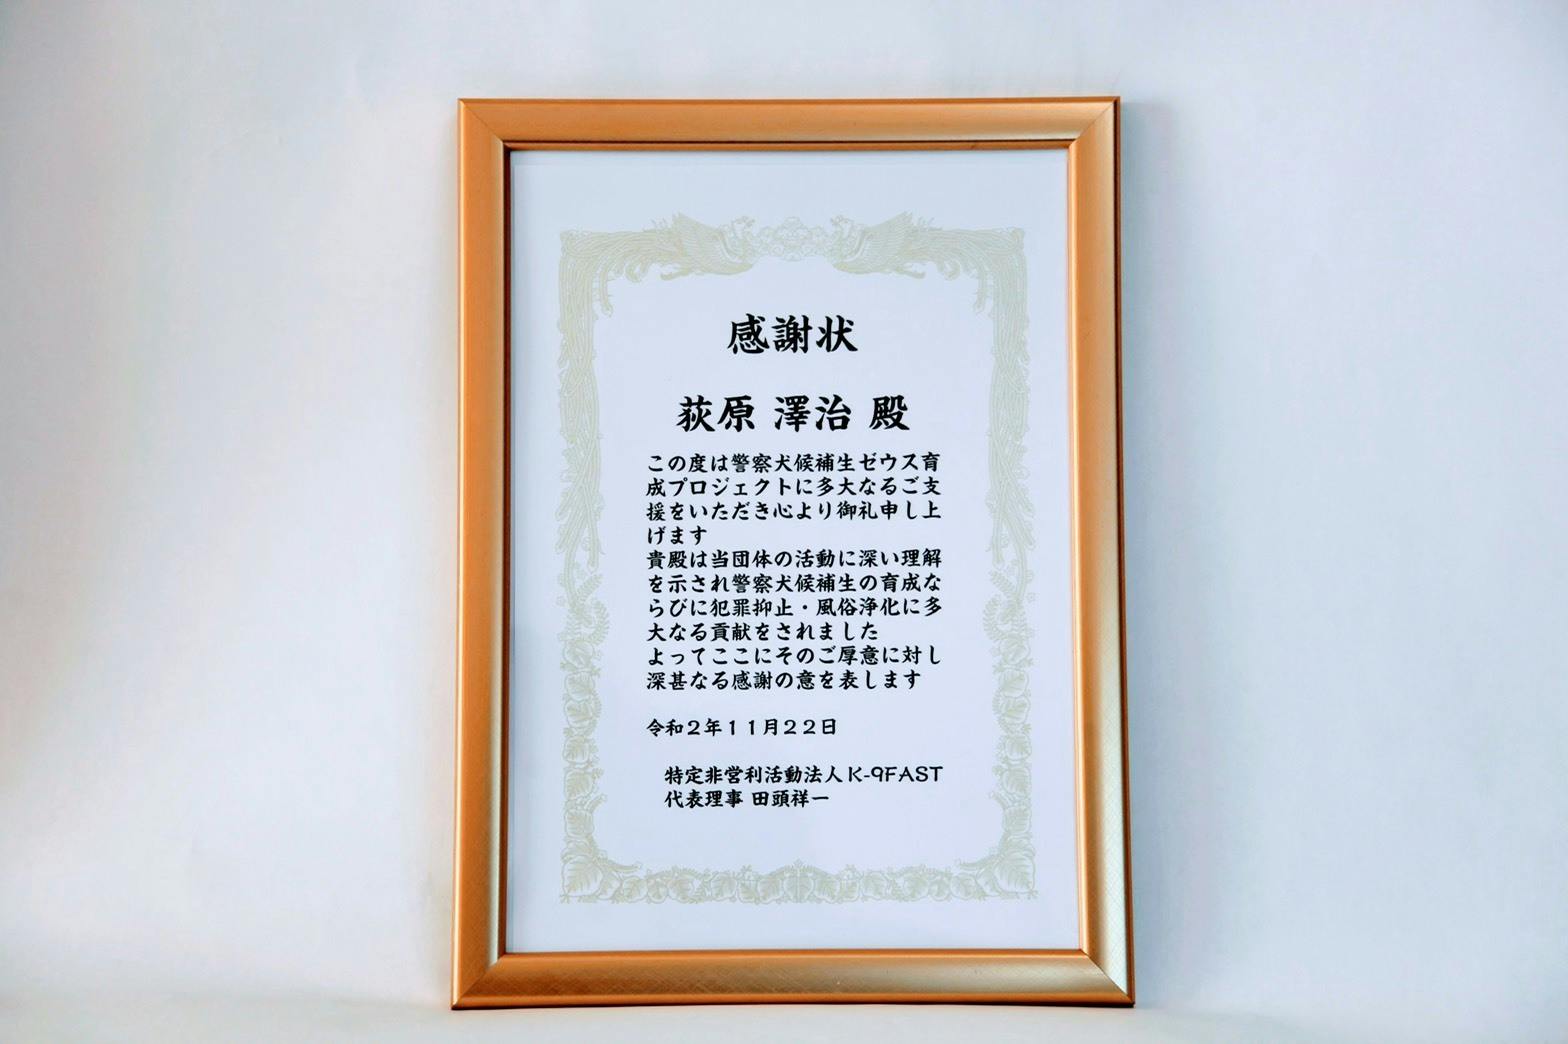 感謝状
荻原 澤治 殿
この度は警察犬候補生ゼウス育
成プロジェクトに多大なるご支
援をいただき心より御礼申し上
げます
貴殿は当団体の活動に深い理解
を示され警察犬候補生の育成な
らびに犯罪抑止・風俗浄化に多
大なる貢献をされました
よってここにそのご厚意に対し
深甚なる感謝の意を表します
令和2年11月22日
特定非営利活動法人K-9FAST
代表理事 田頭祥一